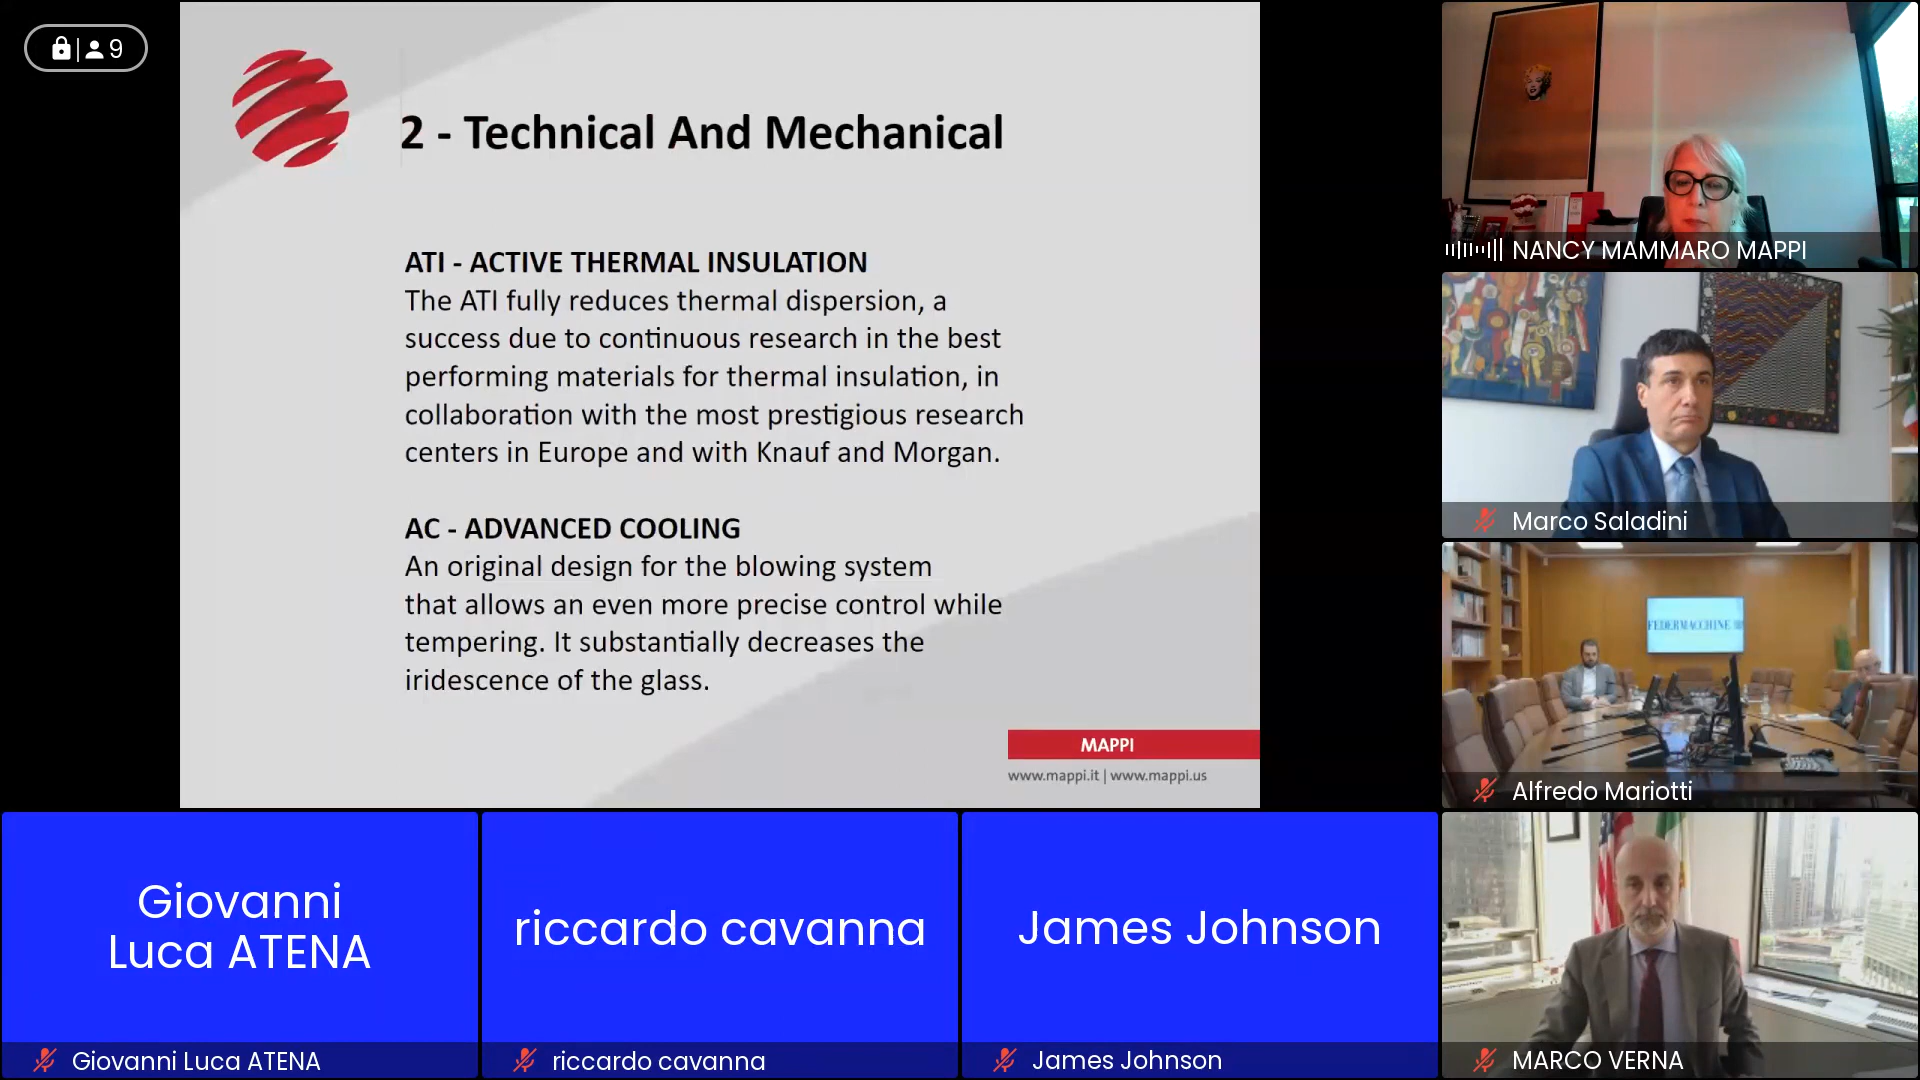 9
2 - Technical And Mechanical
ATI - ACTIVE THERMAL INSULATION
The ATI fully reduces thermal dispersion, a
success due to continuous research in the best
performing materials for thermal insulation, in
collaboration with the most prestigious research
centers in Europe and with Knauf and Morgan.
AC - ADVANCED COOLING
An original design for the blowing system
that allows an even more precise control while
tempering. It substantially decreases the
iridescence of the glass.
MAPPI
www.mappi.it | www.mappi.us
NANCY MAMMARO MAPPI
Marco Saladini
FEDERMACCHINE
Alfredo Mariotti
Giovanni
Luca ATENA
riccardo cavanna
James Johnson
Giovanni Luca ATENA
riccardo cavanna
James Johnson
MARCO VERNA